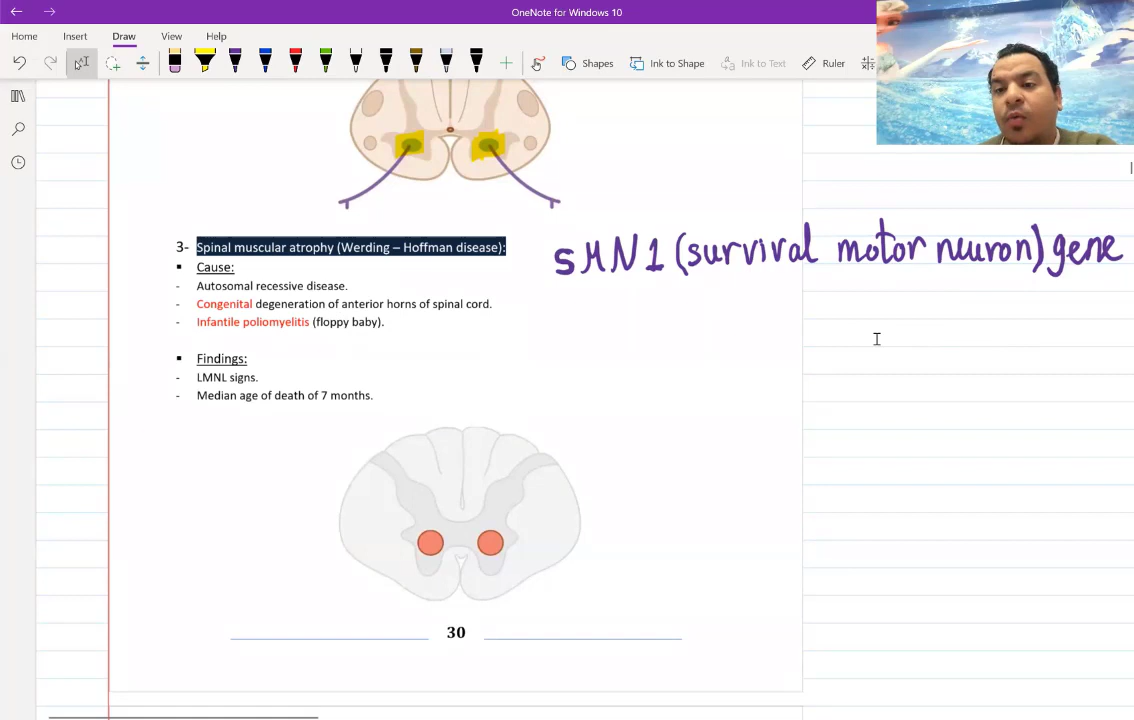 OneNote for Windows 10
Home Insert Draw View Help
Shapes Ink to Shape Ink to Text Ruler
3- Spinal muscular atrophy (Werding – Hoffman disease):
sMN1 (survival motor neuron) gene
▪ Cause:
- Autosomal recessive disease.
- Congenital degeneration of anterior horns of spinal cord.
- Infantile poliomyelitis (floppy baby).
▪ Findings:
- LMNL signs.
- Median age of death of 7 months.
30